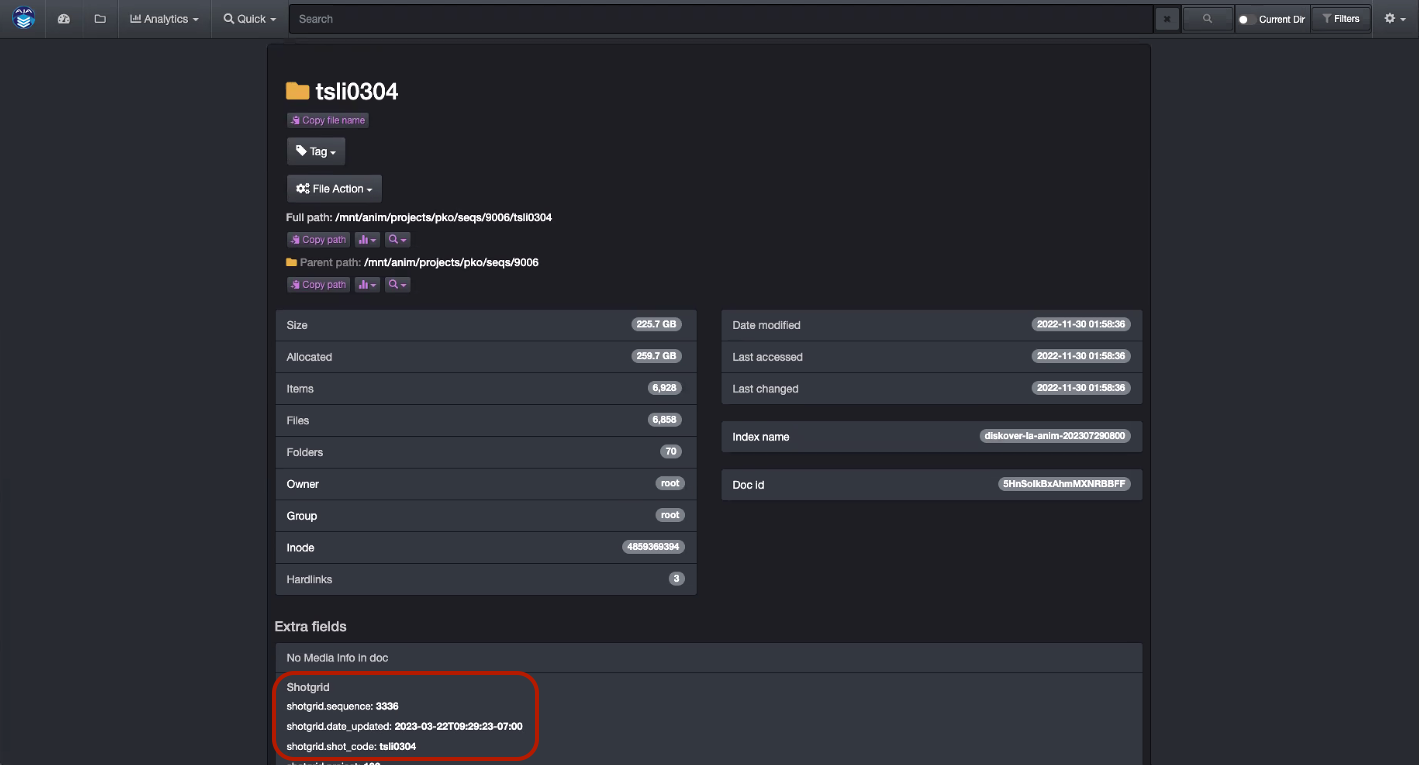 AJA
Analytics Quick Search Current Dir Filters
tsli0304
Copy file name
Tag
File Action
Full path: /mnt/anim/projects/pko/seqs/9006/tsli0304
Copy path
Parent path: /mnt/anim/projects/pko/seqs/9006
Copy path
Size 225.7 GB
Allocated 259.7 GB
Items 6,928
Files 6,858
Folders 70
Owner root
Group root
Inode 4859369394
Hardlinks 3
Date modified 2022-11-30 01:58:36
Last accessed 2022-11-30 01:58:36
Last changed 2022-11-30 01:58:36
Index name diskover-la-anim-202307290800
Doc id 5HnSoIkBxAhmMXNRBBFF
Extra fields
No Media Info in doc
Shotgrid
shotgrid.sequence: 3336
shotgrid.date_updated: 2023-03-22T09:29:23-07:00
shotgrid.shot_code: tsli0304